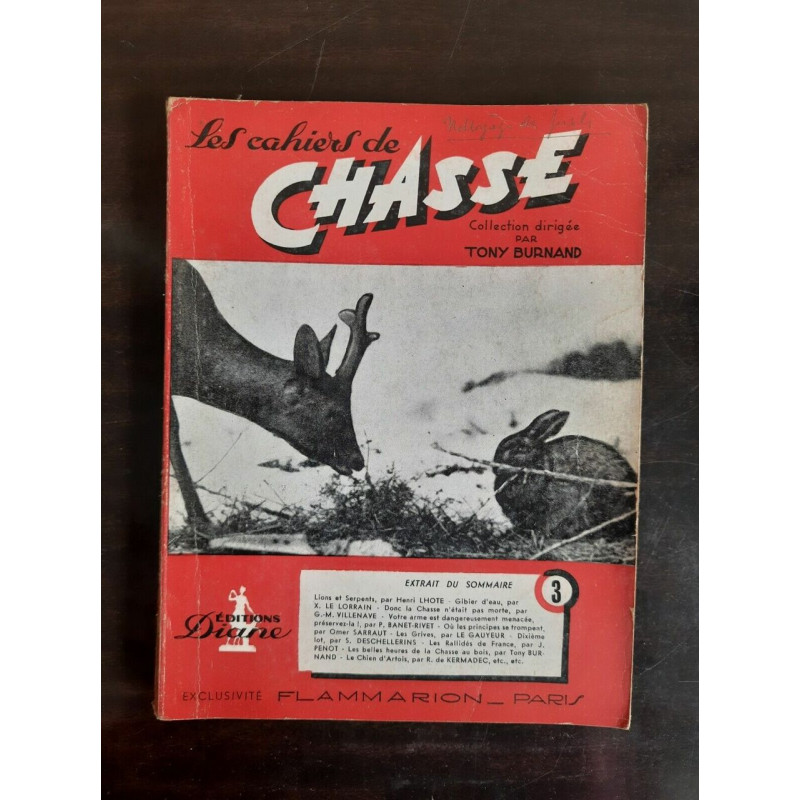 Nettoyage de fusils
Les cahiers de
CHASSE
Collection dirigée
PAR
TONY BURNAND
EXTRAIT DU SOMMAIRE
3
Lions et Serpents, par Henri LHOTE - Gibier d'eau, par
X. LE LORRAIN - Donc la Chasse n'était pas morte, par
G.-M. VILLENAVE - Votre arme est dangereusement menacée,
préservez-la !, par P. BANET-RIVET - Où les principes se trompent,
par Omer SARRAUT - Les Grives, par LE GAUYEUR - Dixième
lot, par S. DESCHELLERINS - Les Rallidés de France, par J.
PENOT - Les belles heures de la Chasse au bois, par Tony BUR-
NAND - Le Chien d'Artois, par R. de KERMADEC, etc., etc.
ÉDITIONS
Diane
EXCLUSIVITÉ FLAMMARION_ PARIS